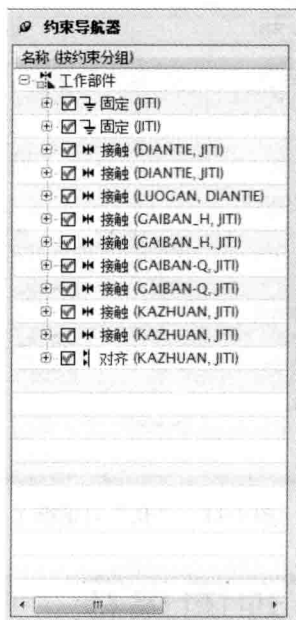 约束导航器
名称 (按约束分组)
工作部件
固定 (JITI)
固定 (JITI)
接触 (DIANTIE, JITI)
接触 (DIANTIE, JITI)
接触 (LUOGAN, DIANTIE)
接触 (GAIBAN_H, JITI)
接触 (GAIBAN_H, JITI)
接触 (GAIBAN-Q, JITI)
接触 (GAIBAN-Q, JITI)
接触 (KAZHUAN, JITI)
接触 (KAZHUAN, JITI)
对齐 (KAZHUAN, JITI)